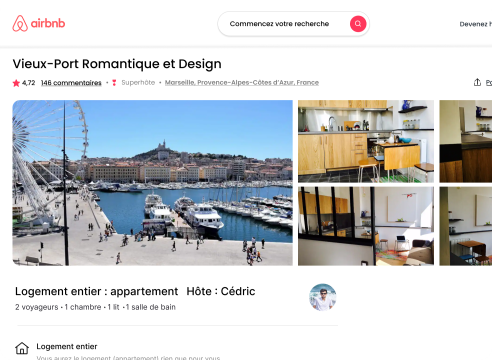 airbnb
Commencez votre recherche
Devenez
Vieux-Port Romantique et Design
4,72 · 146 commentaires · Superhôte · Marseille, Provence-Alpes-Côtes d'Azur, France
Logement entier : appartement Hôte : Cédric
2 voyageurs · 1 chambre · 1 lit · 1 salle de bain
Logement entier
Vous aurez le logement (appartement) rien que pour vous